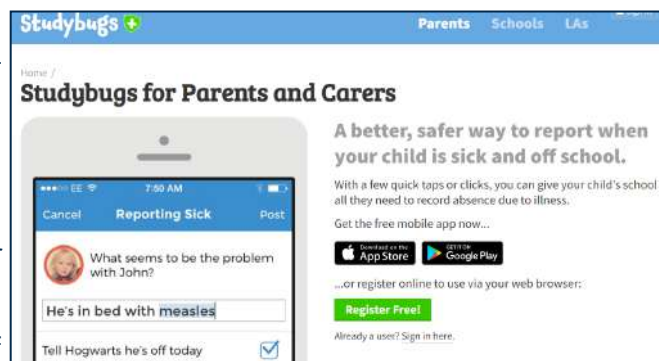 Studybugs
Parents Schools LAs
Home /
Studybugs for Parents and Carers
EE 7:50 AM
Cancel Reporting Sick Post
What seems to be the problem
with John?
He's in bed with measles
Tell Hogwarts he's off today
A better, safer way to report when
your child is sick and off school.
With a few quick taps or clicks, you can give your child's school
all they need to record absence due to illness.
Get the free mobile app now...
Download on the App Store GET IT ON Google Play
...or register online to use via your web browser:
Register Free!
Already a user? Sign in here.